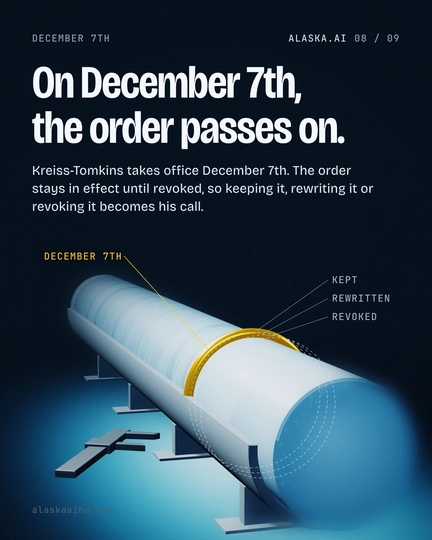 DECEMBER 7TH
ALASKA.AI 08 / 09
On December 7th,
the order passes on.
Kreiss-Tomkins takes office December 7th. The order
stays in effect until revoked, so keeping it, rewriting it or
revoking it becomes his call.
DECEMBER 7TH
KEPT
REWRITTEN
REVOKED